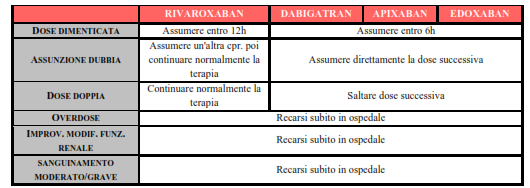 RIVAROXABAN DABIGATRAN APIXABAN EDOXABAN
DOSE DIMENTICATA Assumere entro 12h Assumere entro 6h
Assumere un'altra cpr. poi
ASSUNZIONE DUBBIA continuare normalmente la Assumere direttamente la dose successiva
terapia
DOSE DOPPIA Continuare normalmente la Saltare dose successiva
terapia
OVERDOSE Recarsi subito in ospedale
IMPROV. MODIF. FUNZ. Recarsi subito in ospedale
RENALE
SANGUINAMENTO Recarsi subito in ospedale
MODERATO/GRAVE